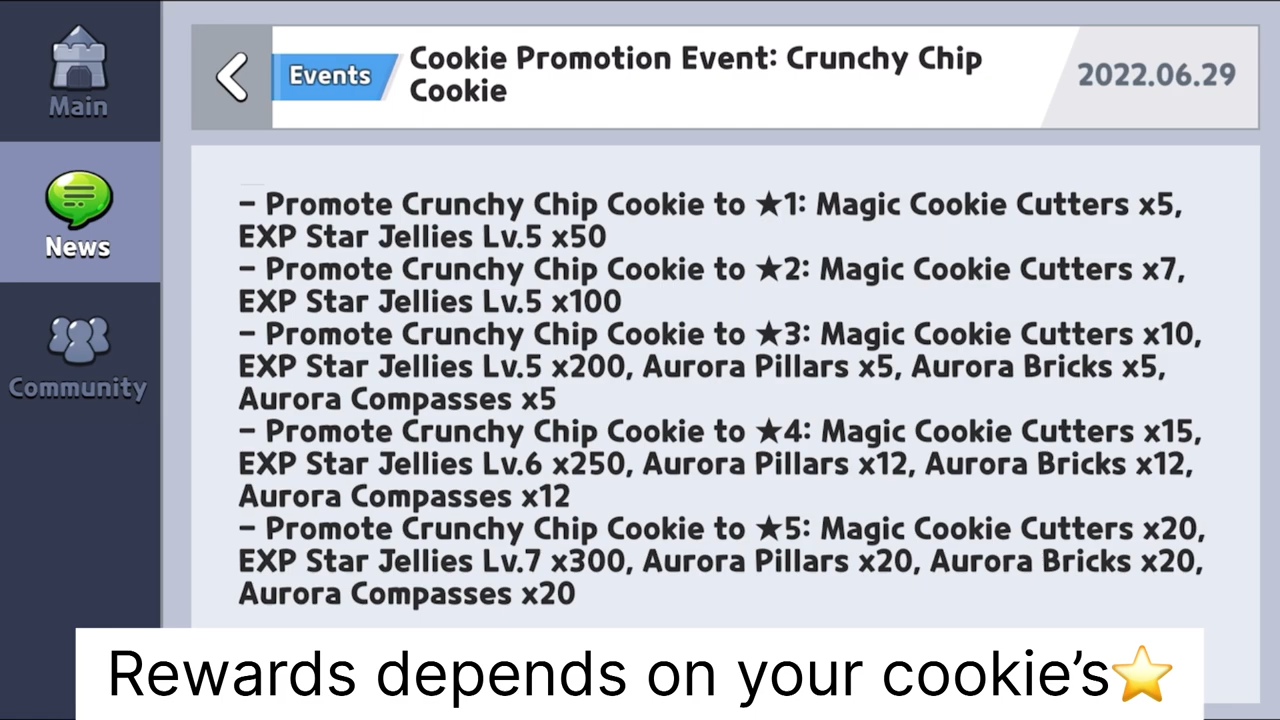 Main
News
Community
Events
Cookie Promotion Event: Crunchy Chip
Cookie
2022.06.29
- Promote Crunchy Chip Cookie to ★1: Magic Cookie Cutters x5,
EXP Star Jellies Lv.5 x50
- Promote Crunchy Chip Cookie to ★2: Magic Cookie Cutters x7,
EXP Star Jellies Lv.5 x100
- Promote Crunchy Chip Cookie to ★3: Magic Cookie Cutters x10,
EXP Star Jellies Lv.5 x200, Aurora Pillars x5, Aurora Bricks x5,
Aurora Compasses x5
- Promote Crunchy Chip Cookie to ★4: Magic Cookie Cutters x15,
EXP Star Jellies Lv.6 x250, Aurora Pillars x12, Aurora Bricks x12,
Aurora Compasses x12
- Promote Crunchy Chip Cookie to ★5: Magic Cookie Cutters x20,
EXP Star Jellies Lv.7 x300, Aurora Pillars x20, Aurora Bricks x20,
Aurora Compasses x20
Rewards depends on your cookie’s⭐